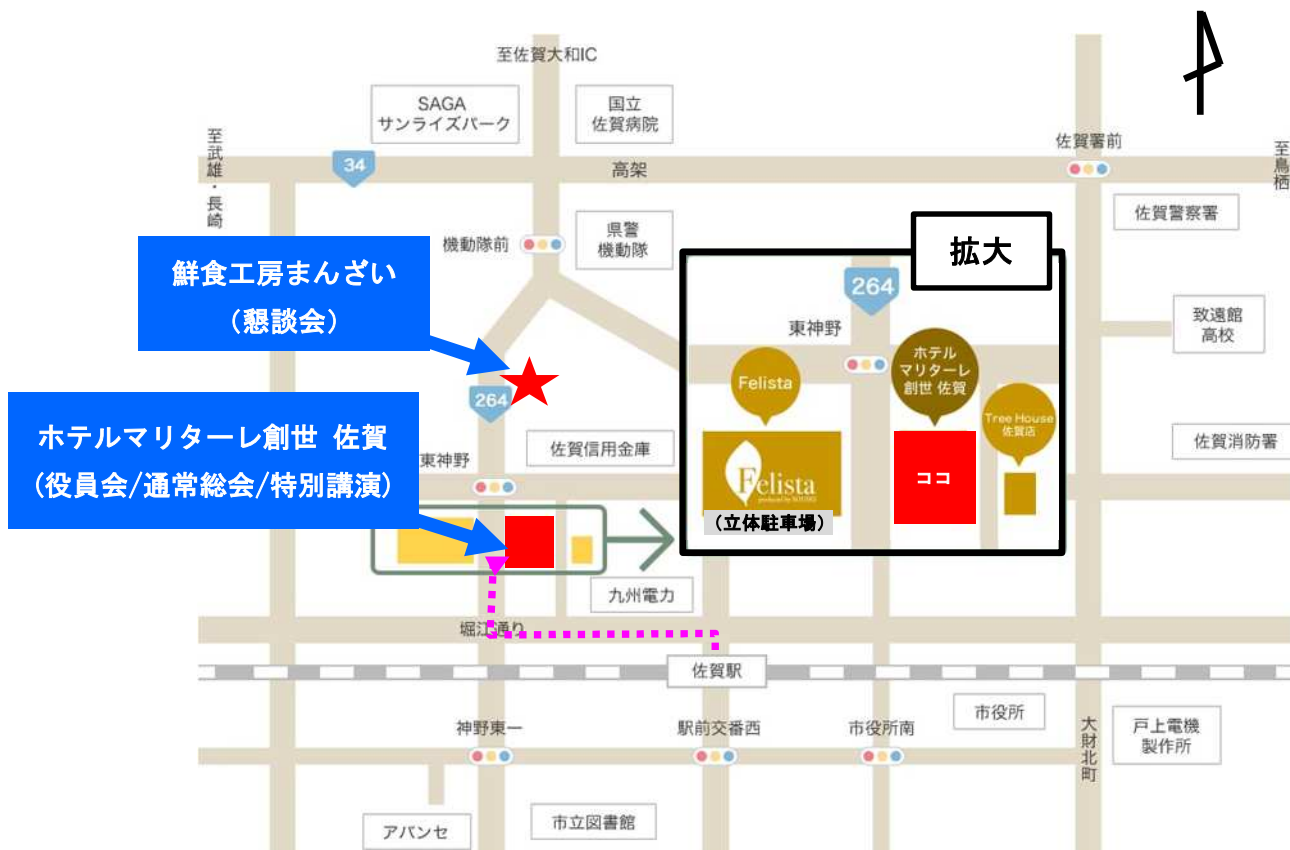 至佐賀大和IC
SAGA
サンライズパーク
国立
佐賀病院
至武雄・長崎
34
高架
佐賀署前
至鳥栖
佐賀警察署
機動隊前
県警
機動隊
拡大
鮮食工房まんざい
（懇談会）
264
東神野
ホテル
マリターレ
創世 佐賀
Felista
Tree House
佐賀店
致遠館
高校
264
ホテルマリターレ創世 佐賀
（役員会/通常総会/特別講演）
東神野
佐賀信用金庫
Felista
produced by SOUSEI
ココ
（立体駐車場）
佐賀消防署
九州電力
堀江通り
佐賀駅
神野東一
駅前交番西
市役所南
市役所
大財北町
戸上電機
製作所
アバンセ
市立図書館